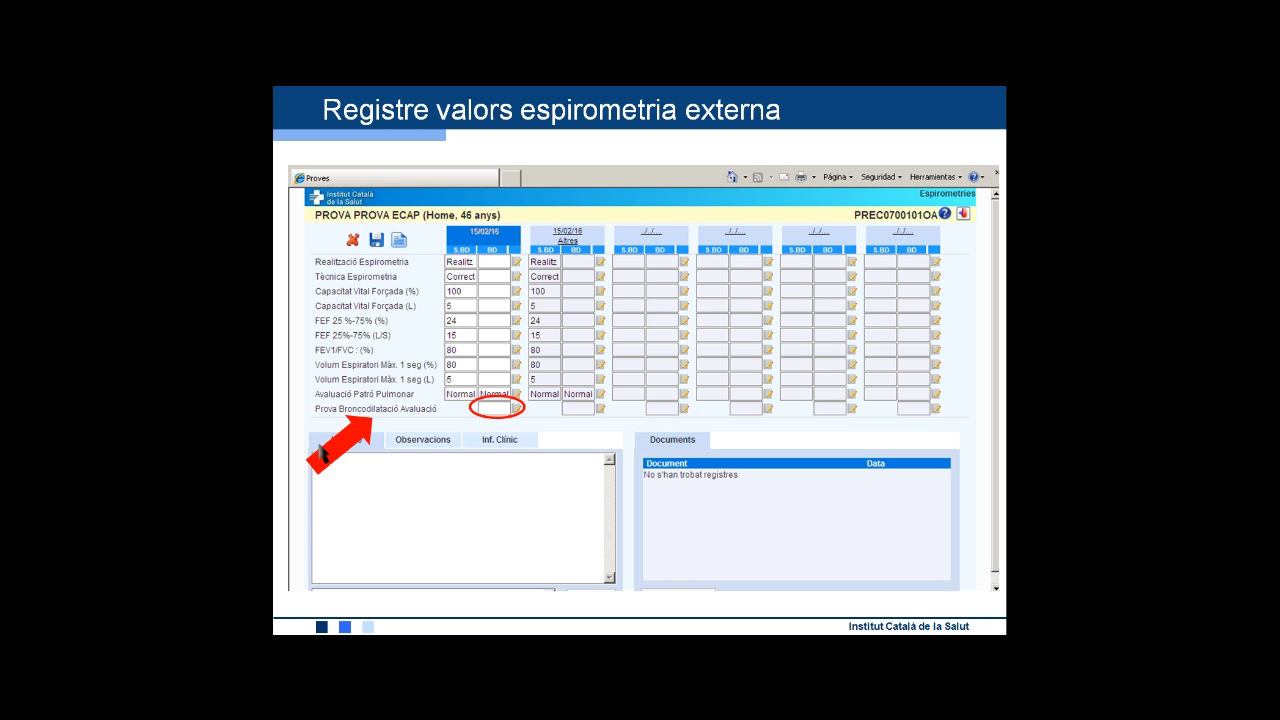 Registre valors espirometria externa
Proves
Página
Seguridad
Herramientas
Institut Català
de la Salut
Espirometries
PROVA PROVA ECAP (Home, 46 anys)
PREC0700101OA
15/02/16
15/02/16
Altres
../../....
../../....
../../....
../../....
S.BD BD S.BD BD S.BD BD S.BD BD S.BD BD S.BD BD
Realització Espirometria Realitz Realitz
Tècnica Espirometria Correct Correct
Capacitat Vital Forçada (%) 100 100
Capacitat Vital Forçada (L) 5 5
FEF 25 %-75% (%) 24 24
FEF 25%-75% (L/S) 15 15
FEV1/FVC : (%) 80 80
Volum Espiratori Màx. 1 seg (%) 80 80
Volum Espiratori Màx. 1 seg (L) 5 5
Avaluació Patró Pulmonar Normal Normal Normal Normal
Prova Broncodilatació Avaluació
Observacions
Inf. Clínic
Documents
Document Data
No s'han trobat registres
Institut Català de la Salut